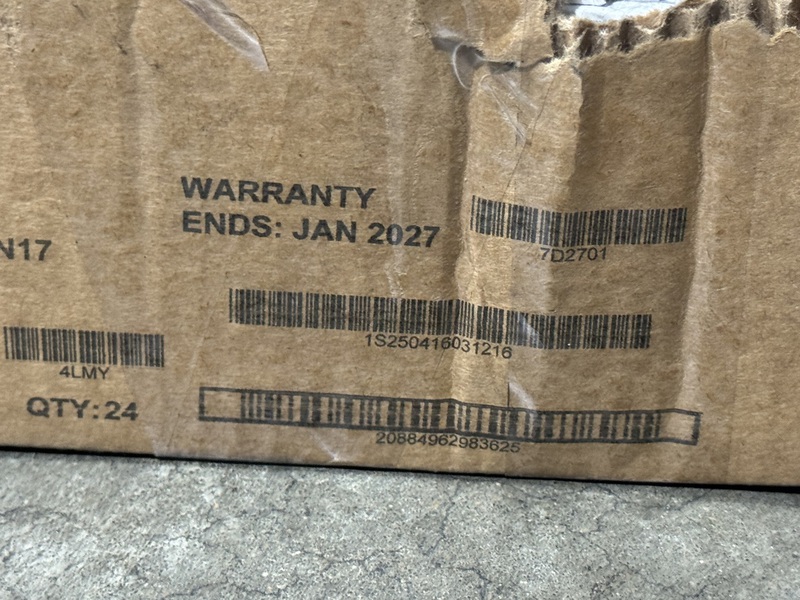 WARRANTY
ENDS: JAN 2027
7D2701
N17
1S250416031216
4LMY
QTY: 24
20884962983625